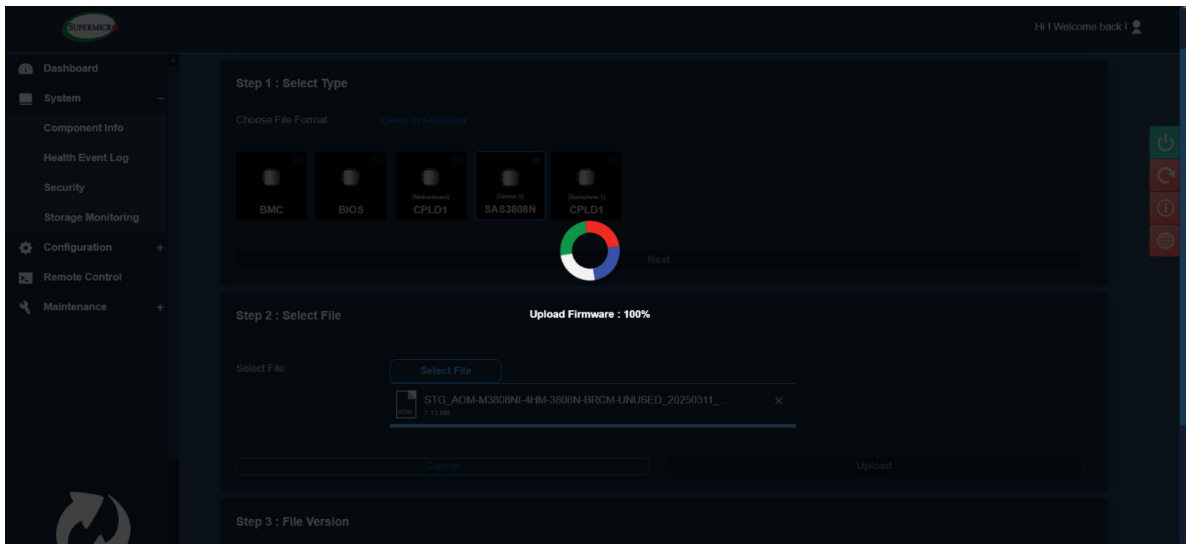 SUPERMICRO
Hi ! Welcome back !
Dashboard
System
Component Info
Health Event Log
Security
Storage Monitoring
Configuration
Remote Control
Maintenance
Step 1 : Select Type
Choose File Format
(Device 0) SAS3808N
BMC
BIOS
(Motherboard)
CPLD1
SAS3808N
(Backplane 1)
CPLD1
Next
Upload Firmware : 100%
Step 2 : Select File
Select File
Select File
STG_AOM-M3808NI-4HM-3808N-BRCM-UNUSED_20250311_...
7.13 MB
Cancel
Upload
Step 3 : File Version